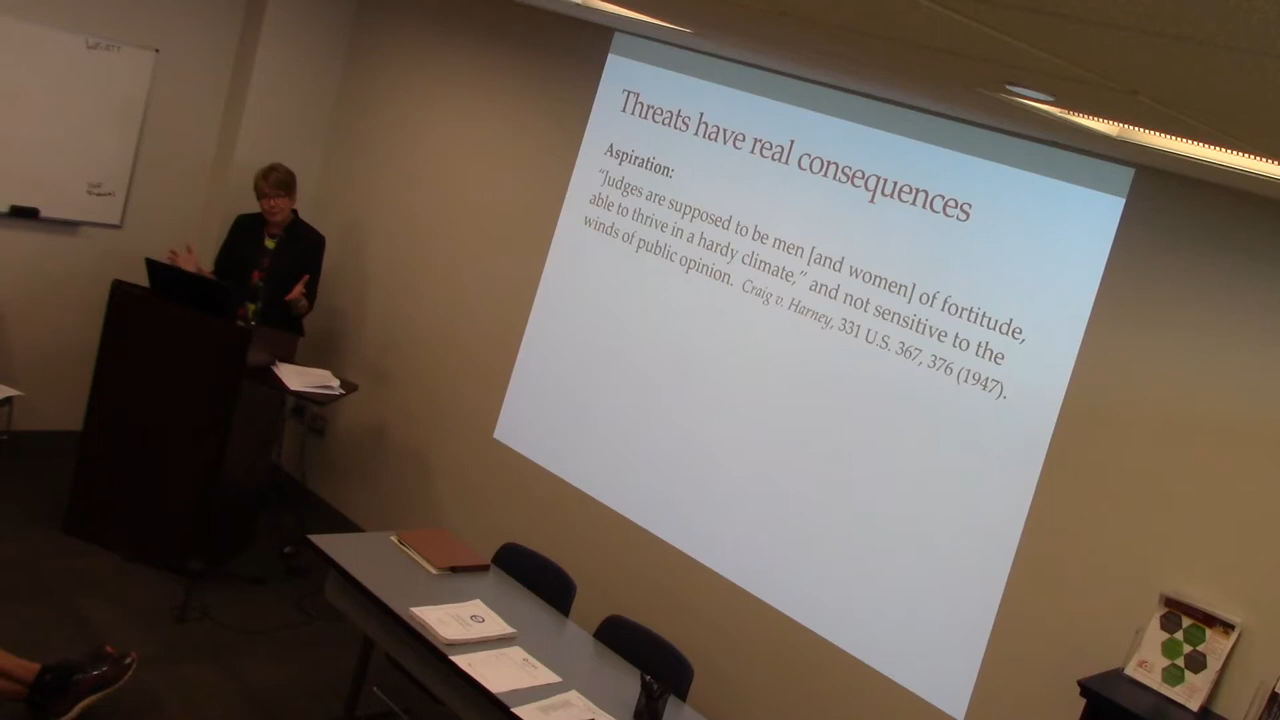 Threats have real consequences
Aspiration:
“Judges are supposed to be men [and women] of fortitude,
able to thrive in a hardy climate,” and not sensitive to the
winds of public opinion. Craig v. Harney, 331 U.S. 367, 376 (1947).